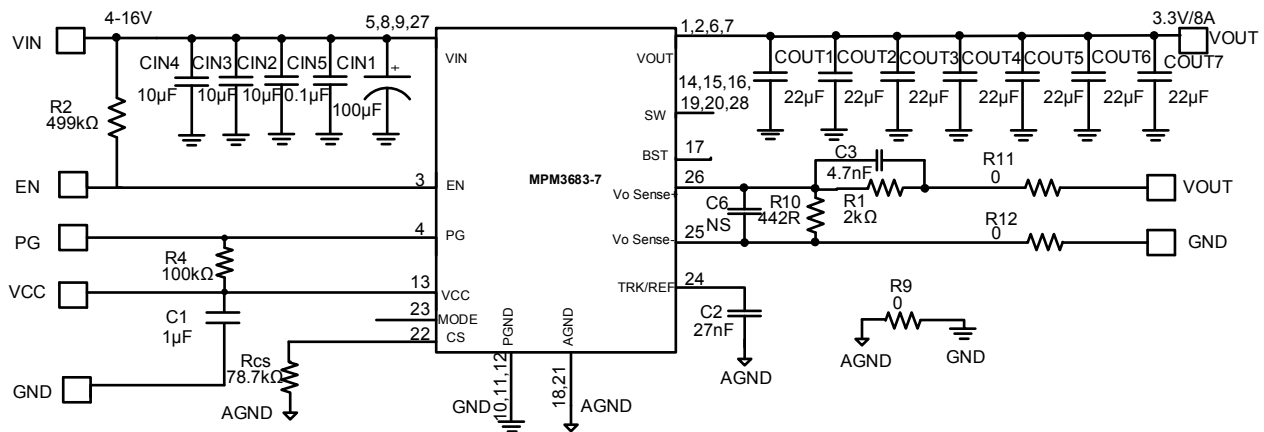 VIN
4-16V
5,8,9,27
1,2,6,7
3.3V/8A
VOUT
CIN4
CIN3
CIN2
CIN5
CIN1
+
VIN
VOUT
COUT1
COUT2
COUT3
COUT4
COUT5
COUT6
COUT7
10µF
10µF
10µF
0.1µF
100µF
14,15,16,
19,20,28
22µF
22µF
22µF
22µF
22µF
22µF
22µF
R2
499kΩ
SW
BST
17
C3
4.7nF
R11
0
EN
3
EN
MPM3683-7
Vo Sense+
26
VOUT
C6
NS
R10
442R
R1
2kΩ
PG
4
PG
Vo Sense-
25
R12
0
GND
R4
100kΩ
VCC
13
VCC
TRK/REF
24
R9
0
23
MODE
C1
1µF
22
CS
PGND
AGND
C2
27nF
AGND
GND
Rcs
78.7kΩ
AGND
GND
AGND
GND
10,11,12
18,21
AGND